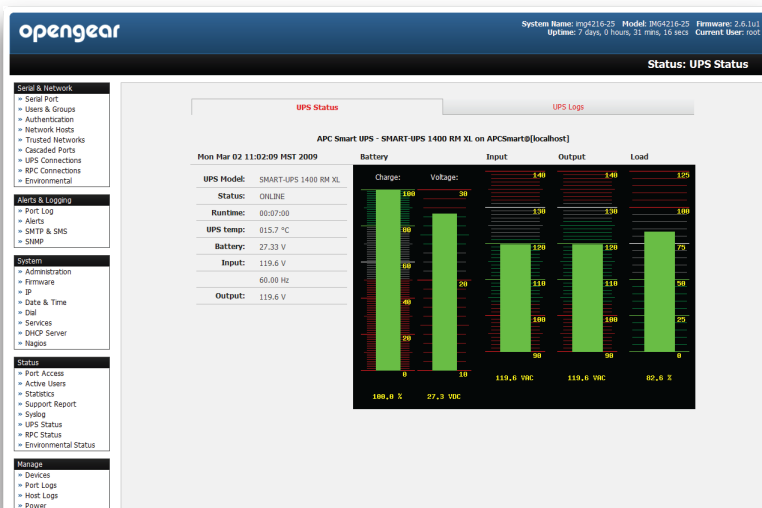 opengear
System Name: img4216-25 Model: IMG4216-25 Firmware: 2.6.1u1
Uptime: 7 days, 0 hours, 31 mins, 16 secs Current User: root
Status: UPS Status
Serial & Network
» Serial Port
» Users & Groups
» Authentication
» Network Hosts
» Trusted Networks
» Cascaded Ports
» UPS Connections
» RPC Connections
» Environmental
Alerts & Logging
» Port Log
» Alerts
» SMTP & SMS
» SNMP
System
» Administration
» Firmware
» IP
» Date & Time
» Dial
» Services
» DHCP Server
» Nagios
Status
» Port Access
» Active Users
» Statistics
» Support Report
» Syslog
» UPS Status
» RPC Status
» Environmental Status
Manage
» Devices
» Port Logs
» Host Logs
» Power
UPS Status UPS Logs
APC Smart UPS - SMART-UPS 1400 RM XL on APCSmart@[localhost]
Mon Mar 02 11:02:09 MST 2009 Battery Input Output Load
UPS Model: SMART-UPS 1400 RM XL
Status: ONLINE
Runtime: 00:07:00
UPS temp: 015.7 °C
Battery: 27.33 V
Input: 119.6 V
60.00 Hz
Output: 119.6 V
Charge:
100
80
60
40
20
0
100.0 %
Voltage:
30
20
10
27.3 VDC
140
130
120
110
100
90
119.6 VAC
140
130
120
110
100
90
119.6 VAC
125
100
75
50
25
0
82.6 %